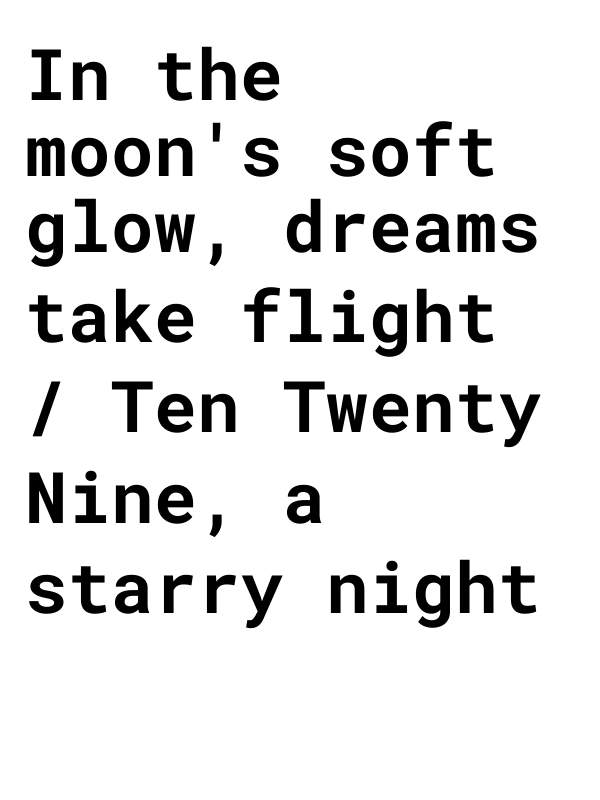 In the
moon's soft
glow, dreams
take flight
/ Ten Twenty
Nine, a
starry night